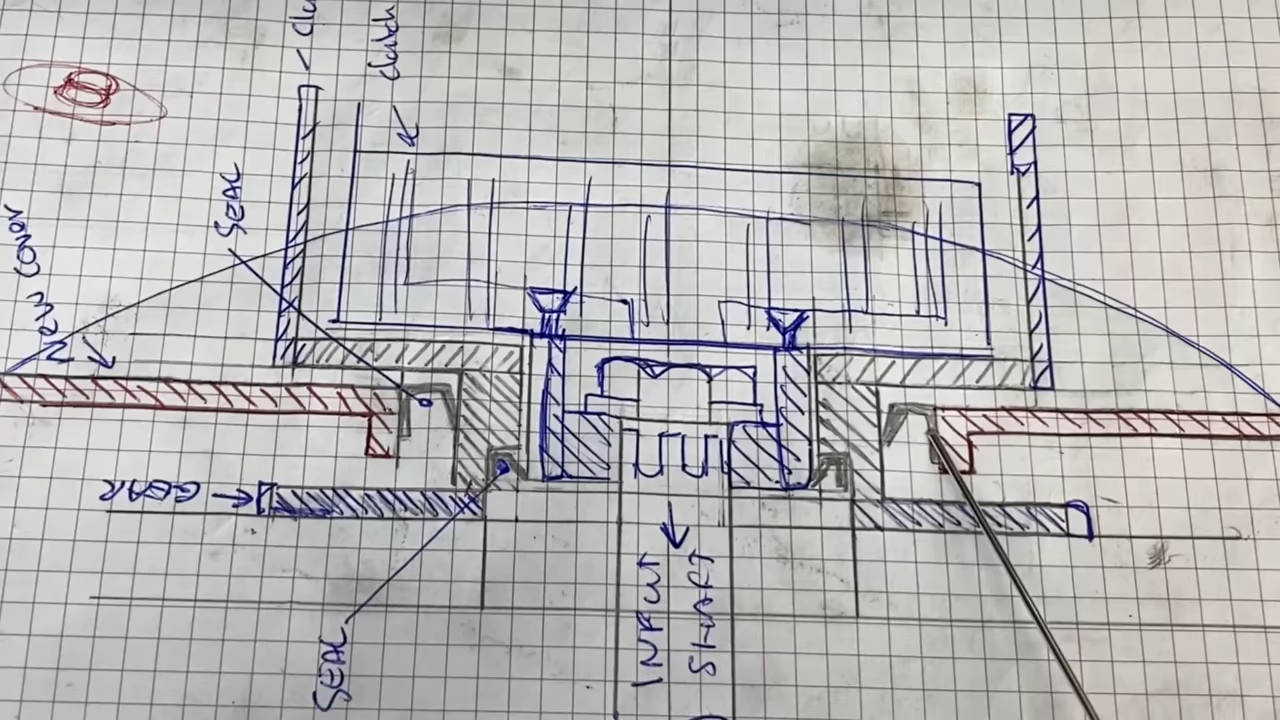 clutch
SEAL
NEW COVER
GEAR
SEAL
INPUT
SHAFT